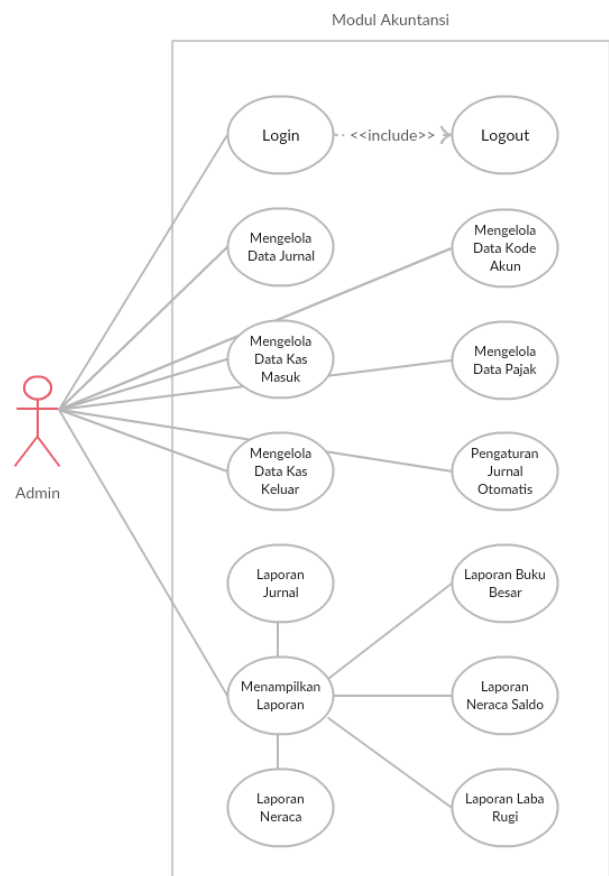 Modul Akuntansi
Login
<<include>>
Logout
Mengelola
Data Jurnal
Mengelola
Data Kode
Akun
Mengelola
Data Kas
Masuk
Mengelola
Data Pajak
Admin
Mengelola
Data Kas
Keluar
Pengaturan
Jurnal
Otomatis
Laporan
Jurnal
Laporan Buku
Besar
Menampilkan
Laporan
Laporan
Neraca Saldo
Laporan
Neraca
Laporan Laba
Rugi